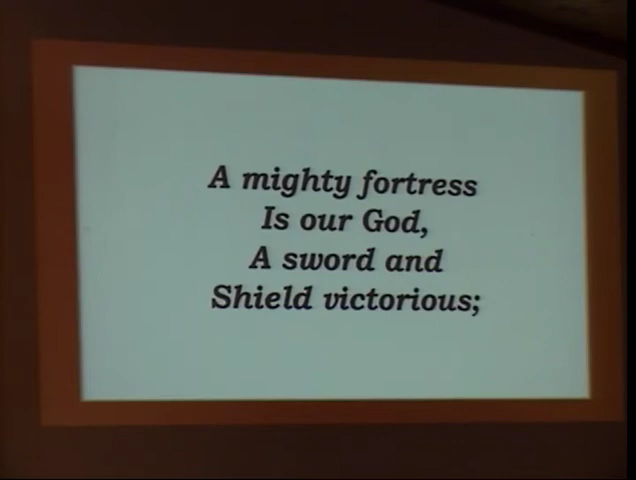 A mighty fortress
Is our God,
A sword and
Shield victorious;